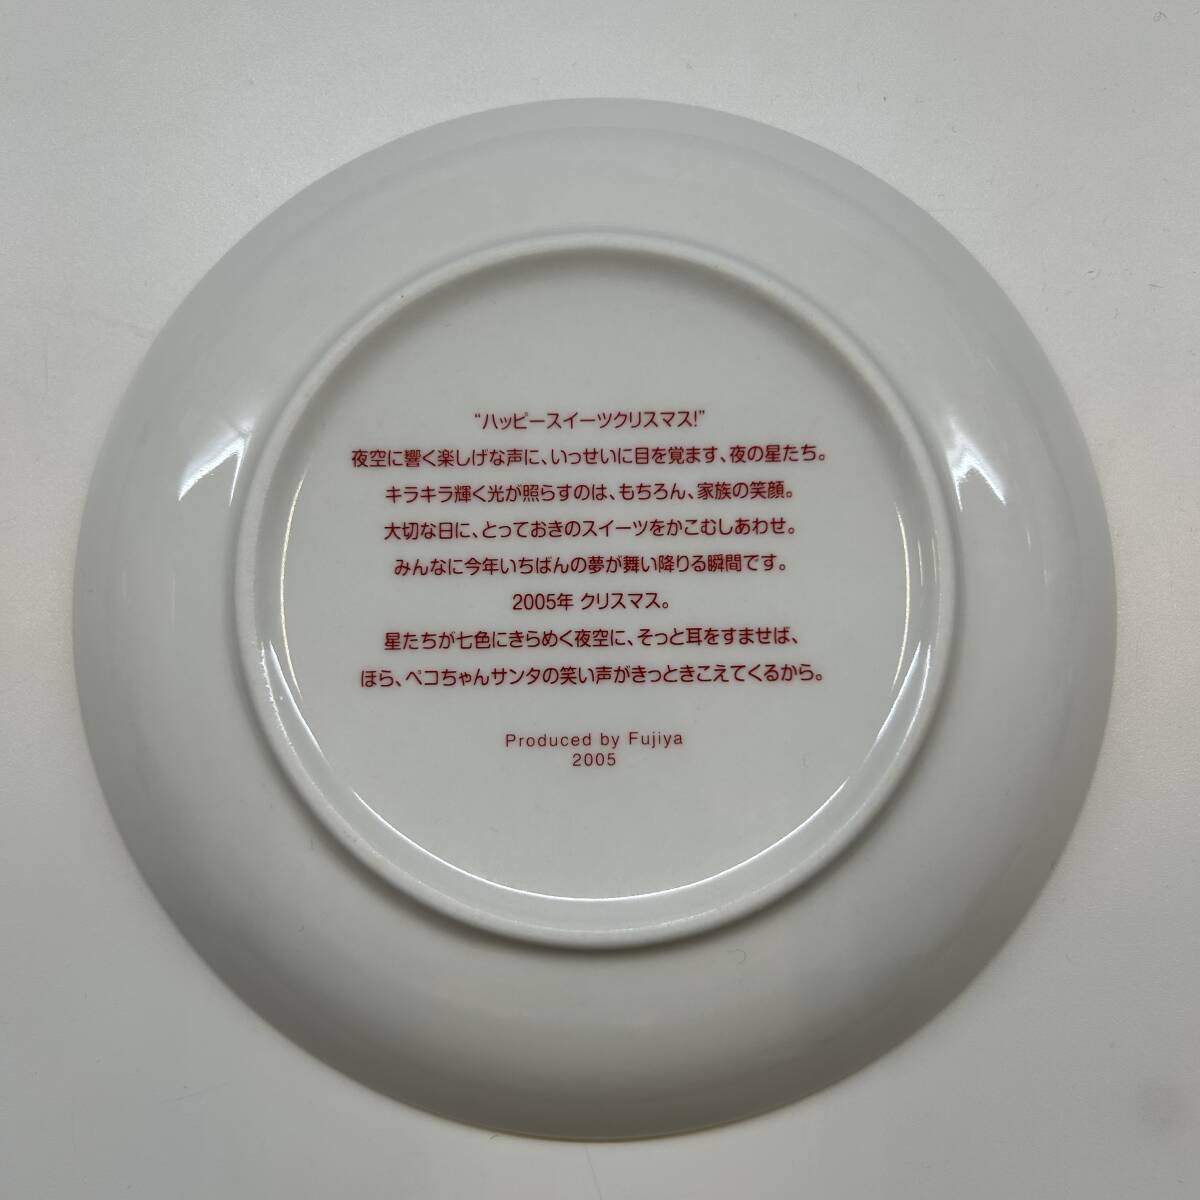 “ハッピースイーツクリスマス!”
夜空に響く楽しげな声に、いっせいに目を覚ます、夜の星たち。
キラキラ輝く光が照らすのは、もちろん、家族の笑顔。
大切な日に、とっておきのスイーツをかこむしあわせ。
みんなに今年いちばんの夢が舞い降りる瞬間です。
2005年 クリスマス。
星たちが七色にきらめく夜空に、そっと耳をすませば、
ほら、ペコちゃんサンタの笑い声がきっときこえてくるから。
Produced by Fujiya
2005